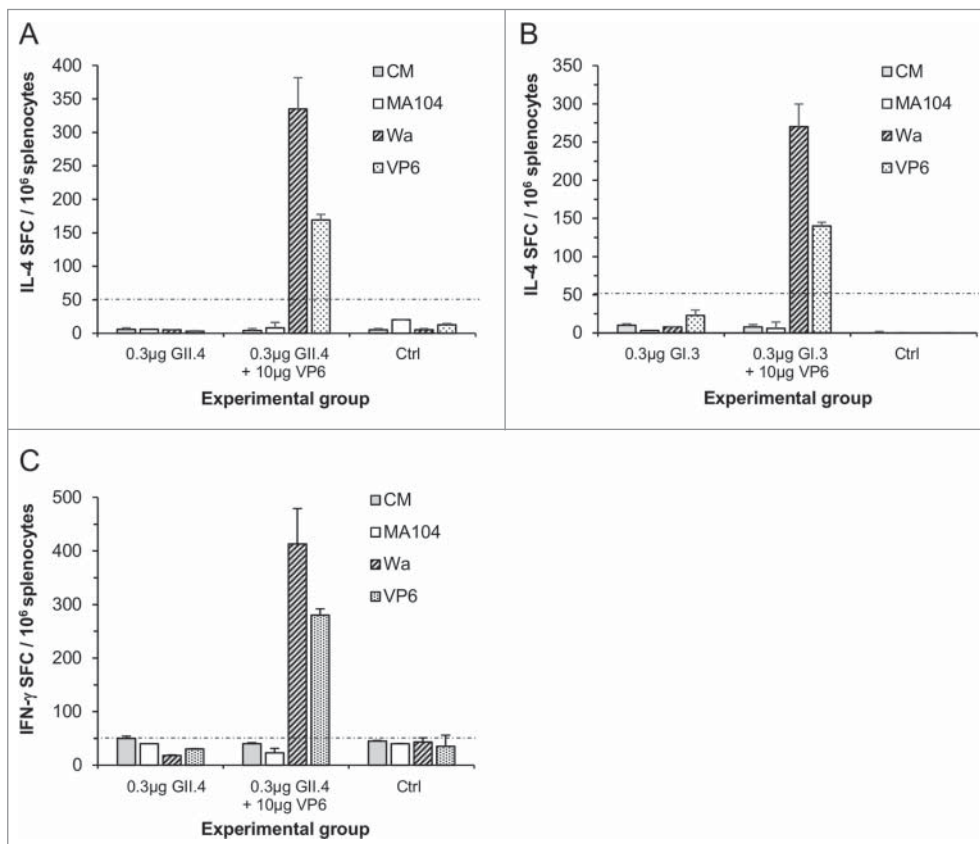 A
IL-4 SFC / 10⁶ splenocytes
400
350
300
250
200
150
100
50
0
CM
MA104
Wa
VP6
0.3µg GII.4
0.3µg GII.4
+ 10µg VP6
Ctrl
Experimental group
B
IL-4 SFC / 10⁶ splenocytes
350
300
250
200
150
100
50
0
CM
MA104
Wa
VP6
0.3µg GI.3
0.3µg GI.3
+ 10µg VP6
Ctrl
Experimental group
C
IFN-γ SFC / 10⁶ splenocytes
500
400
300
200
100
0
CM
MA104
Wa
VP6
0.3µg GII.4
0.3µg GII.4
+ 10µg VP6
Ctrl
Experimental group